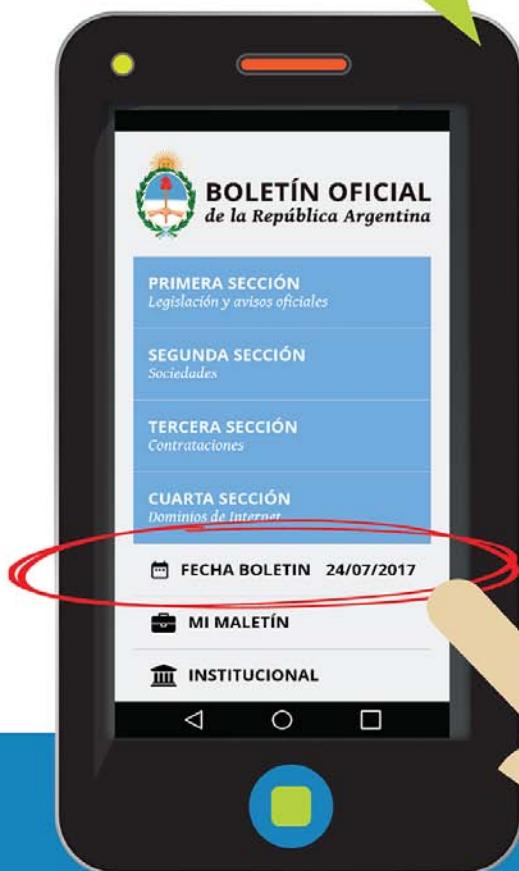 BOLETÍN OFICIAL
de la República Argentina
PRIMERA SECCIÓN
Legislación y avisos oficiales
SEGUNDA SECCIÓN
Sociedades
TERCERA SECCIÓN
Contrataciones
CUARTA SECCIÓN
Dominios de Internet
FECHA BOLETIN 24/07/2017
MI MALETÍN
INSTITUCIONAL